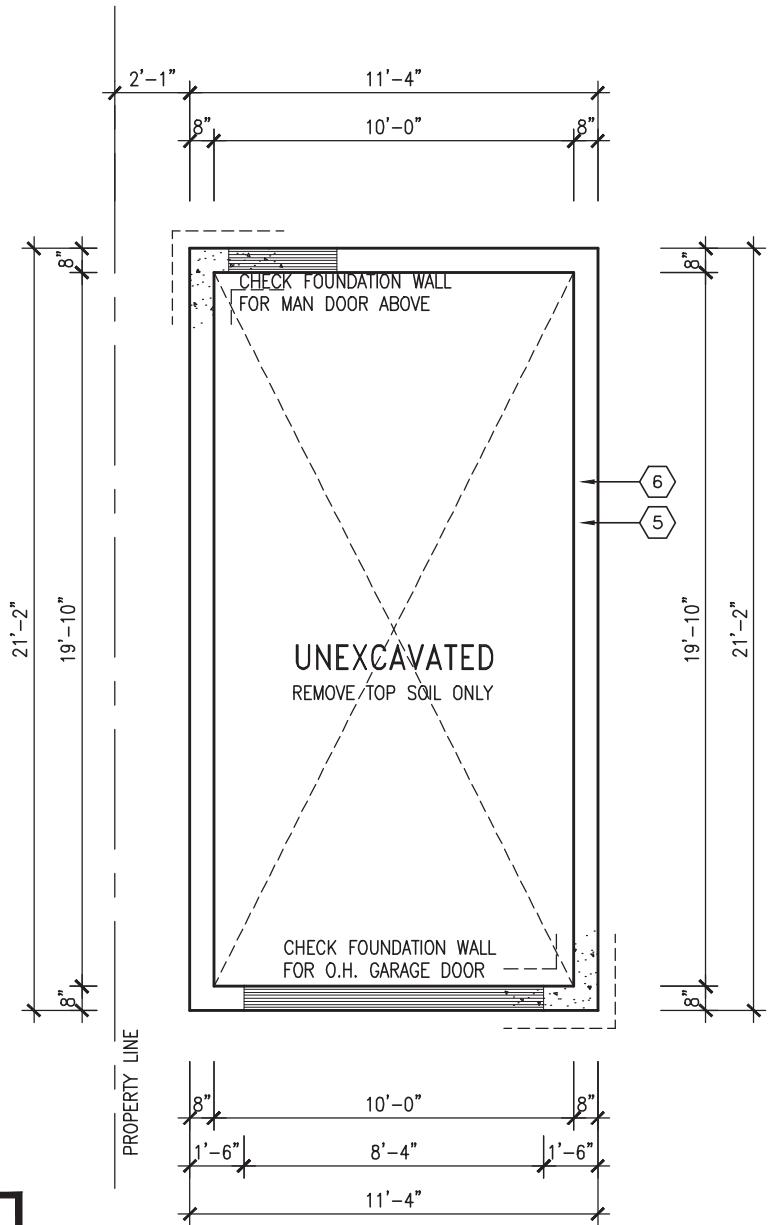 2'-1" 11'-4"
8" 10'-0" 8"
8" 8"
CHECK FOUNDATION WALL
FOR MAN DOOR ABOVE
6
5
21'-2" 19'-10" 19'-10" 21'-2"
UNEXCAVATED
REMOVE TOP SOIL ONLY
CHECK FOUNDATION WALL
FOR O.H. GARAGE DOOR
8" 8"
PROPERTY LINE
8" 10'-0" 8"
1'-6" 8'-4" 1'-6"
11'-4"